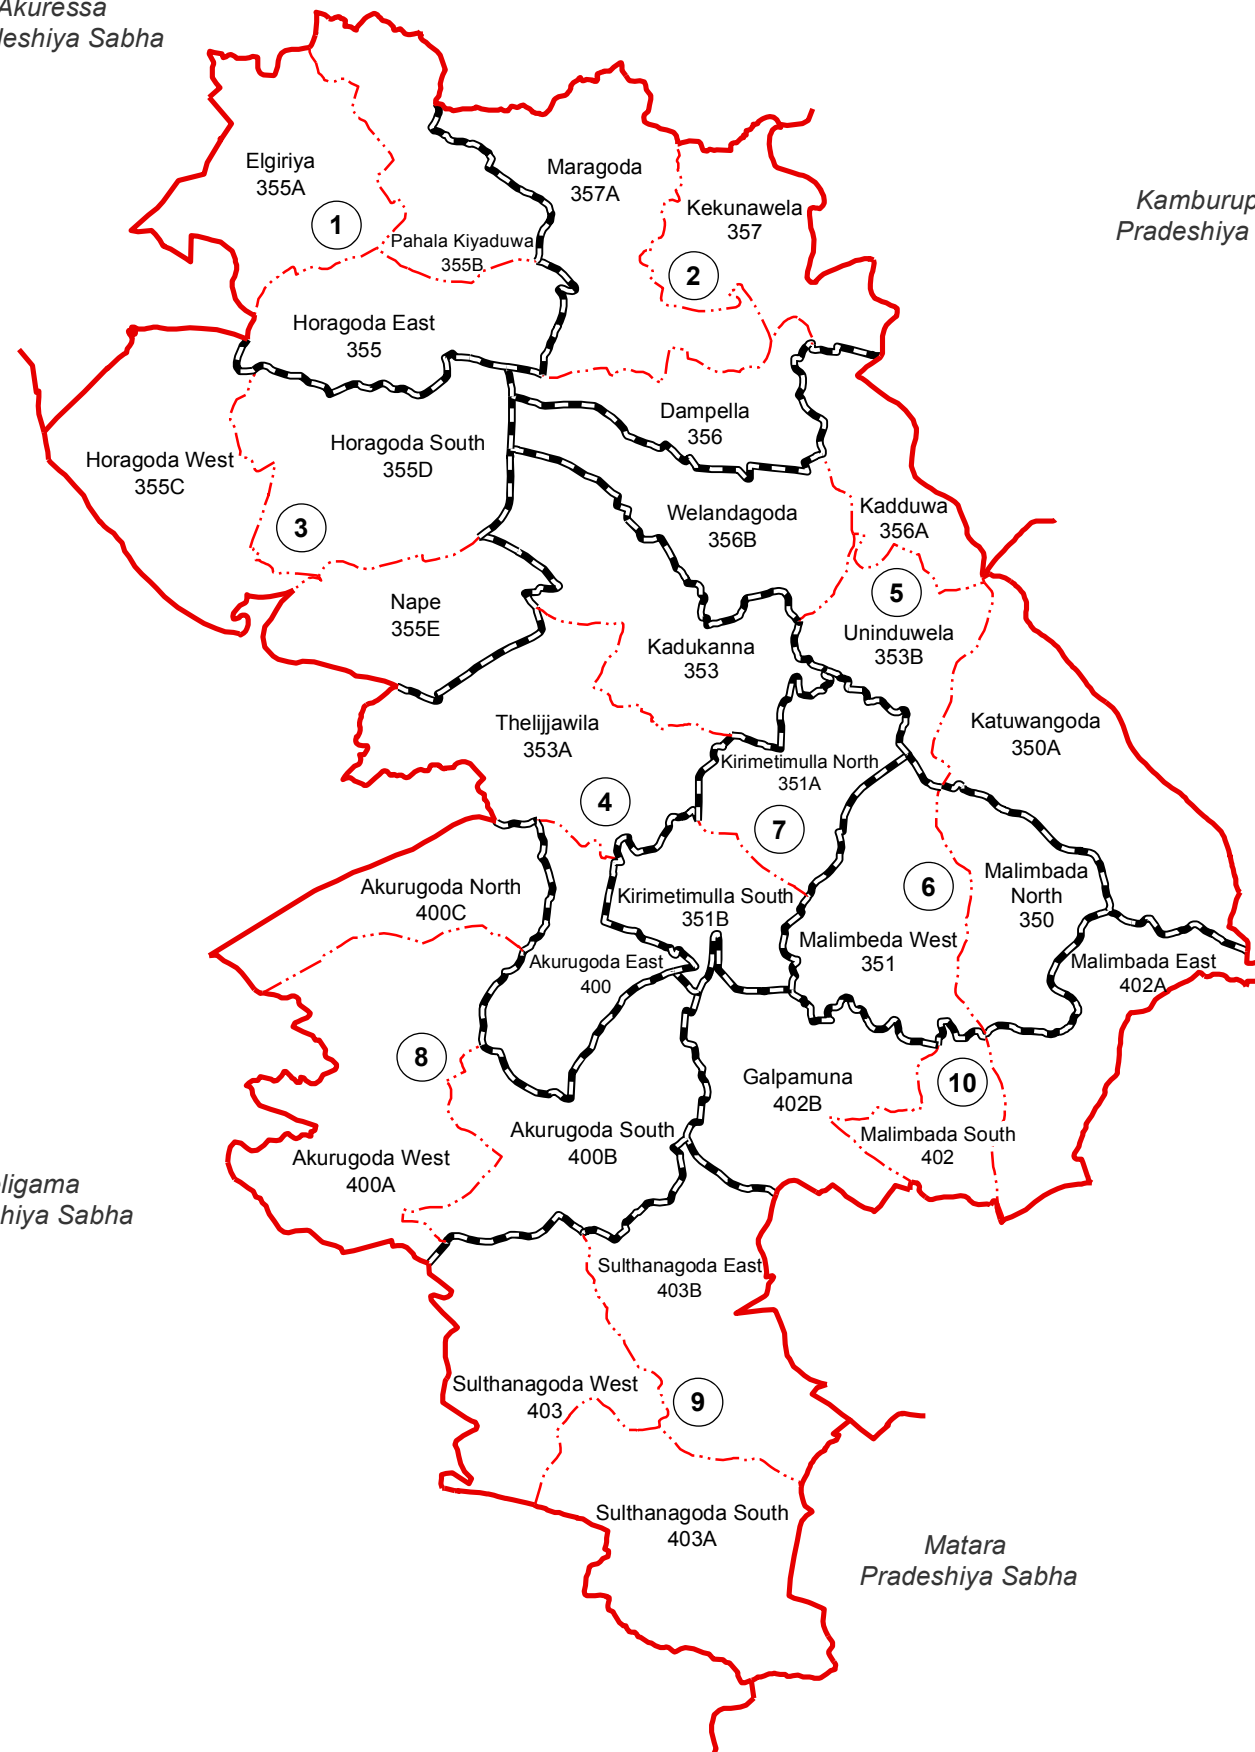 Akuressa
deshiya Sabha
Elgiriya
355A
1
Pahala Kiyaduwa
355B
Maragoda
357A
Kekunawela
357
2
Kamburup
Pradeshiya
Horagoda East
355
Horagoda West
355C
Horagoda South
355D
3
Dampella
356
Welandagoda
356B
Kadduwa
356A
5
Uninduwela
353B
Nape
355E
Kadukanna
353
Thelijjawila
353A
4
Katuwangoda
350A
Kirimetimulla North
351A
7
Kirimetimulla South
351B
6
Malimbada
North
350
Malimbeda West
351
Malimbada East
402A
Akurugoda North
400C
Akurugoda East
400
8
Galpamuna
402B
10
Malimbada South
402
Akurugoda South
400B
Akurugoda West
400A
ligama
hiya Sabha
Sulthanagoda East
403B
Sulthanagoda West
403
9
Sulthanagoda South
403A
Matara
Pradeshiya Sabha